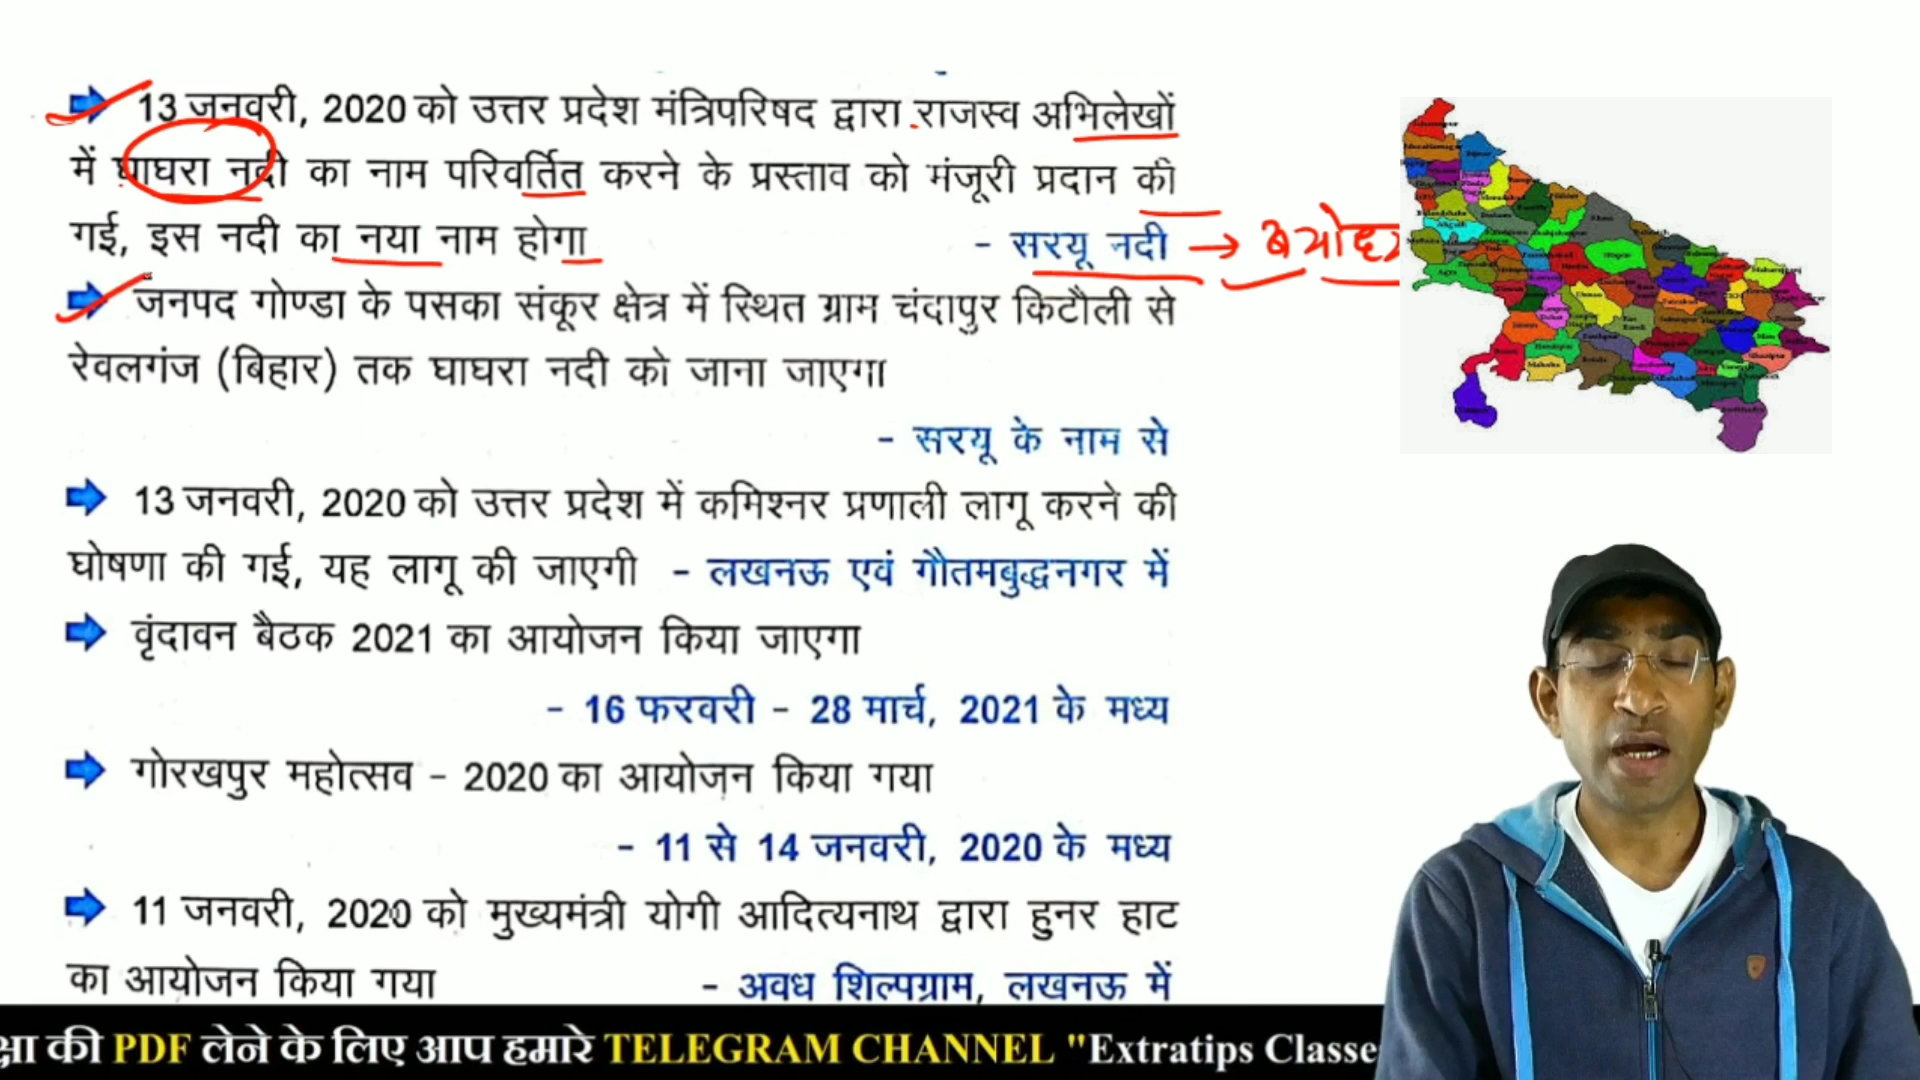 13 जनवरी, 2020 को उत्तर प्रदेश मंत्रिपरिषद द्वारा राजस्व अभिलेखों
में घाघरा नदी का नाम परिवर्तित करने के प्रस्ताव को मंजूरी प्रदान की
गई, इस नदी का नया नाम होगा - सरयू नदी →
जनपद गोण्डा के पसका संकूर क्षेत्र में स्थित ग्राम चंदापुर किटौली से
रेवलगंज (बिहार) तक घाघरा नदी को जाना जाएगा
- सरयू के नाम से
13 जनवरी, 2020 को उत्तर प्रदेश में कमिश्नर प्रणाली लागू करने की
घोषणा की गई, यह लागू की जाएगी - लखनऊ एवं गौतमबुद्धनगर में
वृंदावन बैठक 2021 का आयोजन किया जाएगा
- 16 फरवरी - 28 मार्च, 2021 के मध्य
गोरखपुर महोत्सव - 2020 का आयोजन किया गया
- 11 से 14 जनवरी, 2020 के मध्य
11 जनवरी, 2020 को मुख्यमंत्री योगी आदित्यनाथ द्वारा हुनर हाट
का आयोजन किया गया - अवध शिल्पग्राम, लखनऊ में
की PDF लेने के लिए आप हमारे TELEGRAM CHANNEL "Extratips Classe